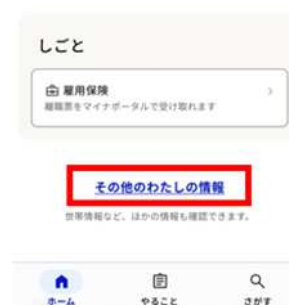 しごと
雇用保険
離職票をマイナポータルで受け取れます
その他のわたしの情報
世帯情報など、ほかの情報も確認できます。
ホーム
やること
さがす